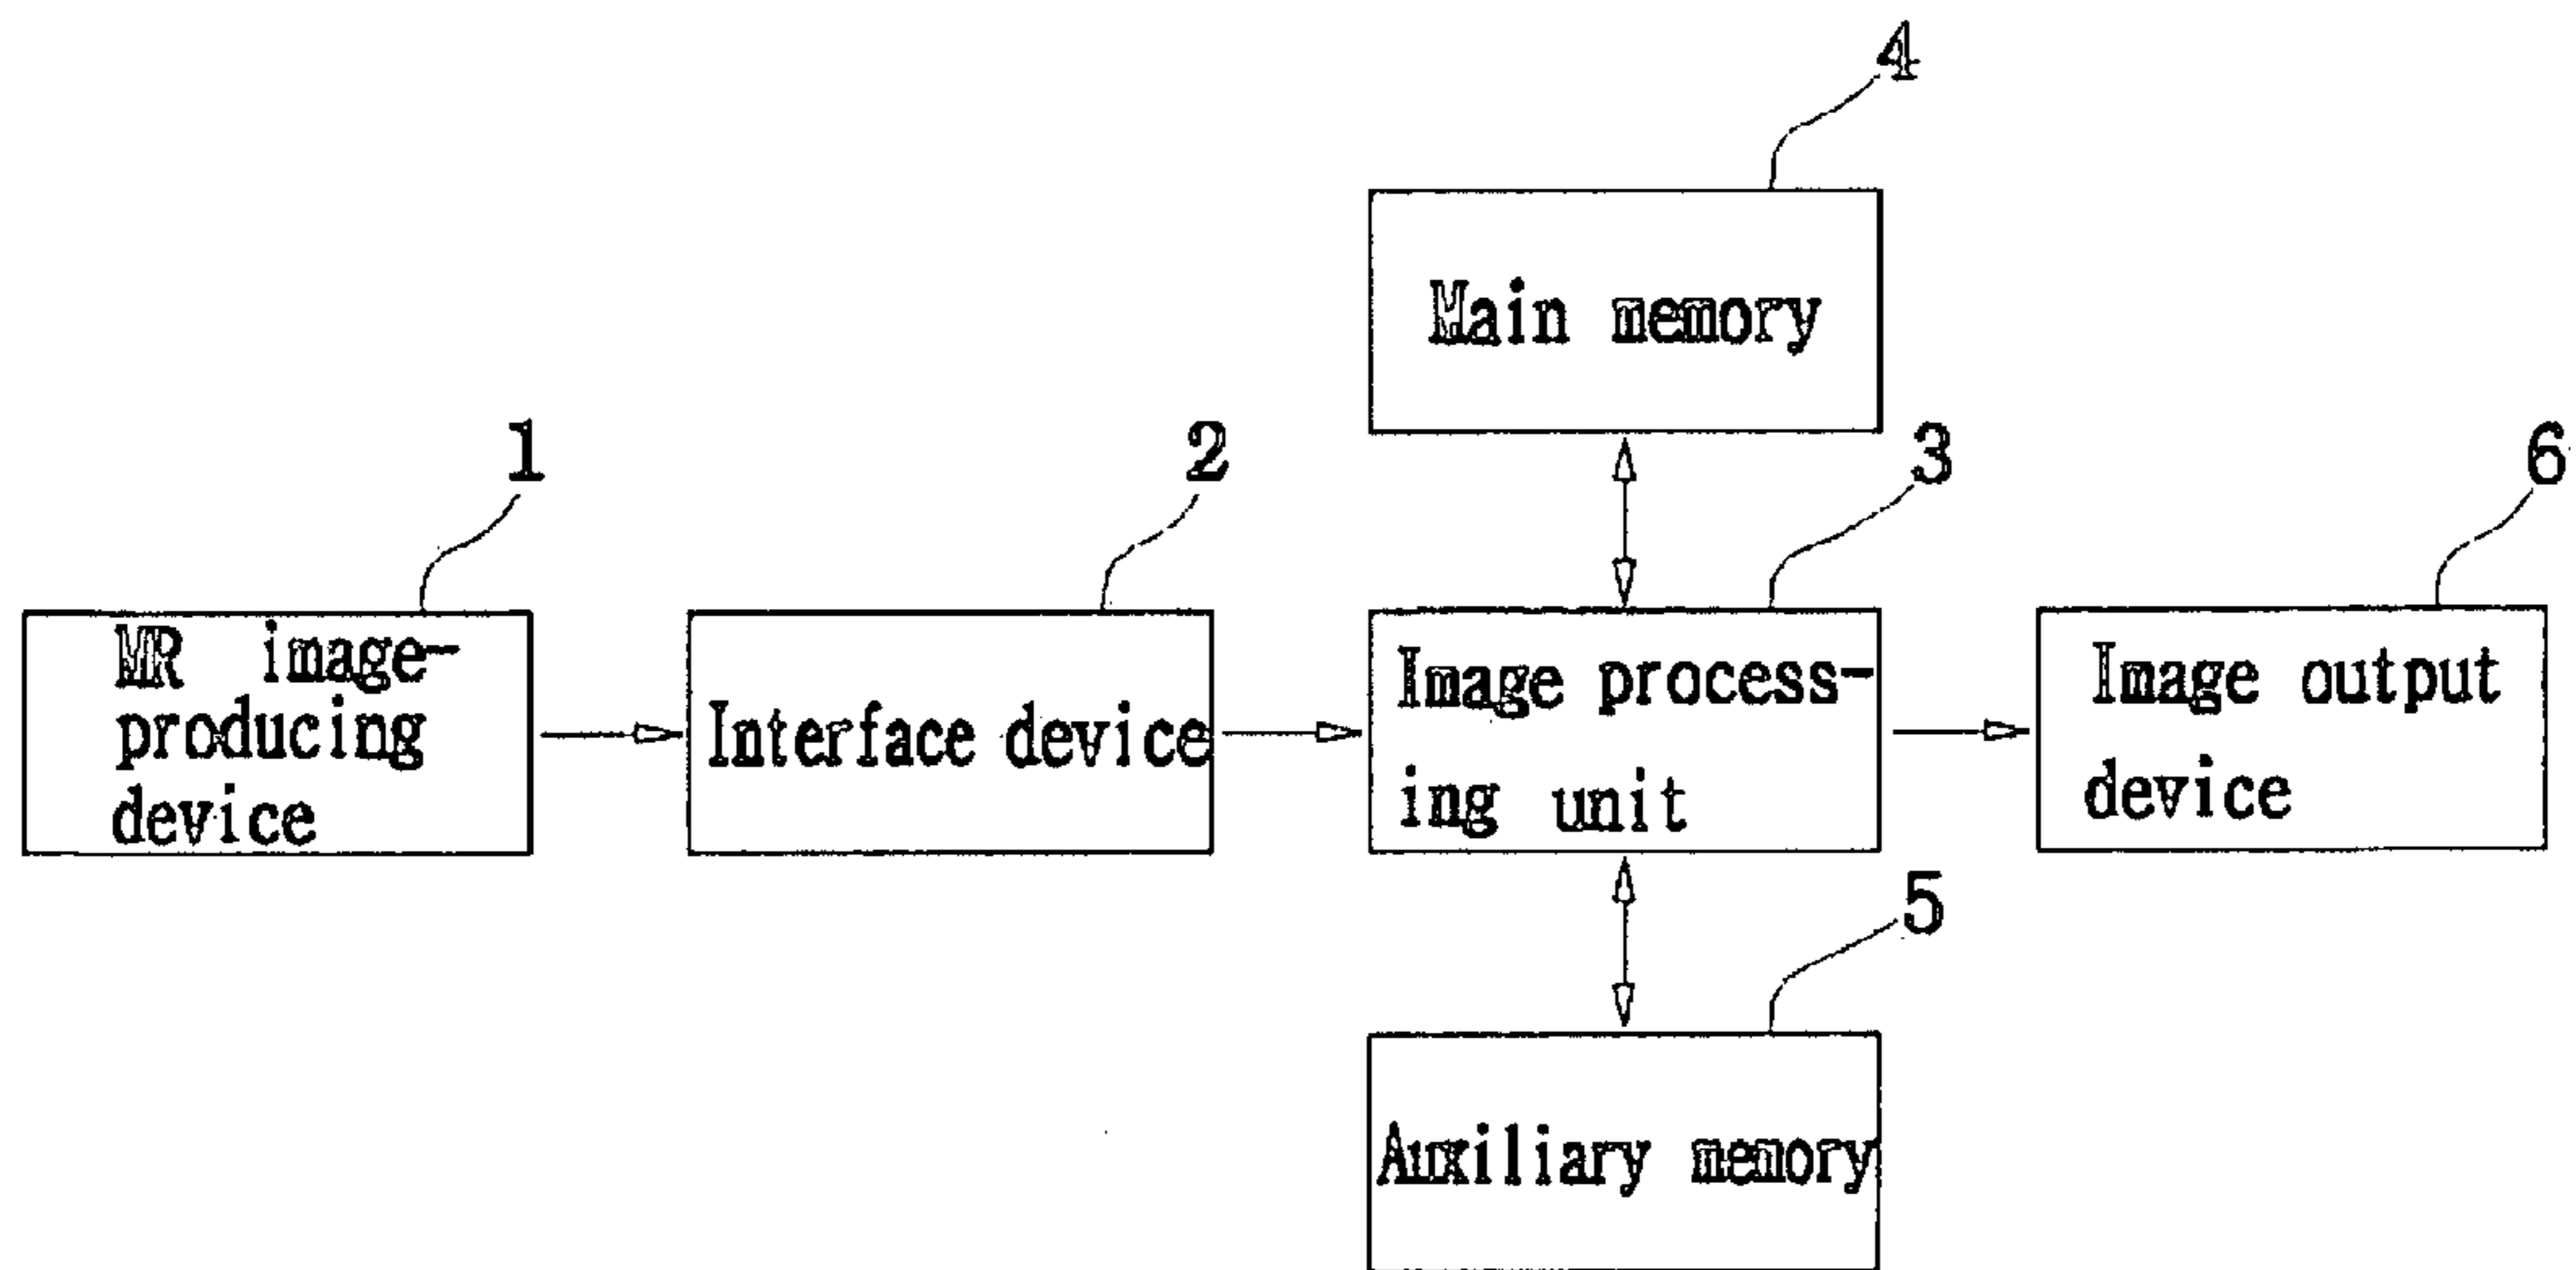 4
Main memory
1
2
3
6
MR image-
producing
device
Interface device
Image process-
ing unit
Image output
device
5
Auxiliary memory